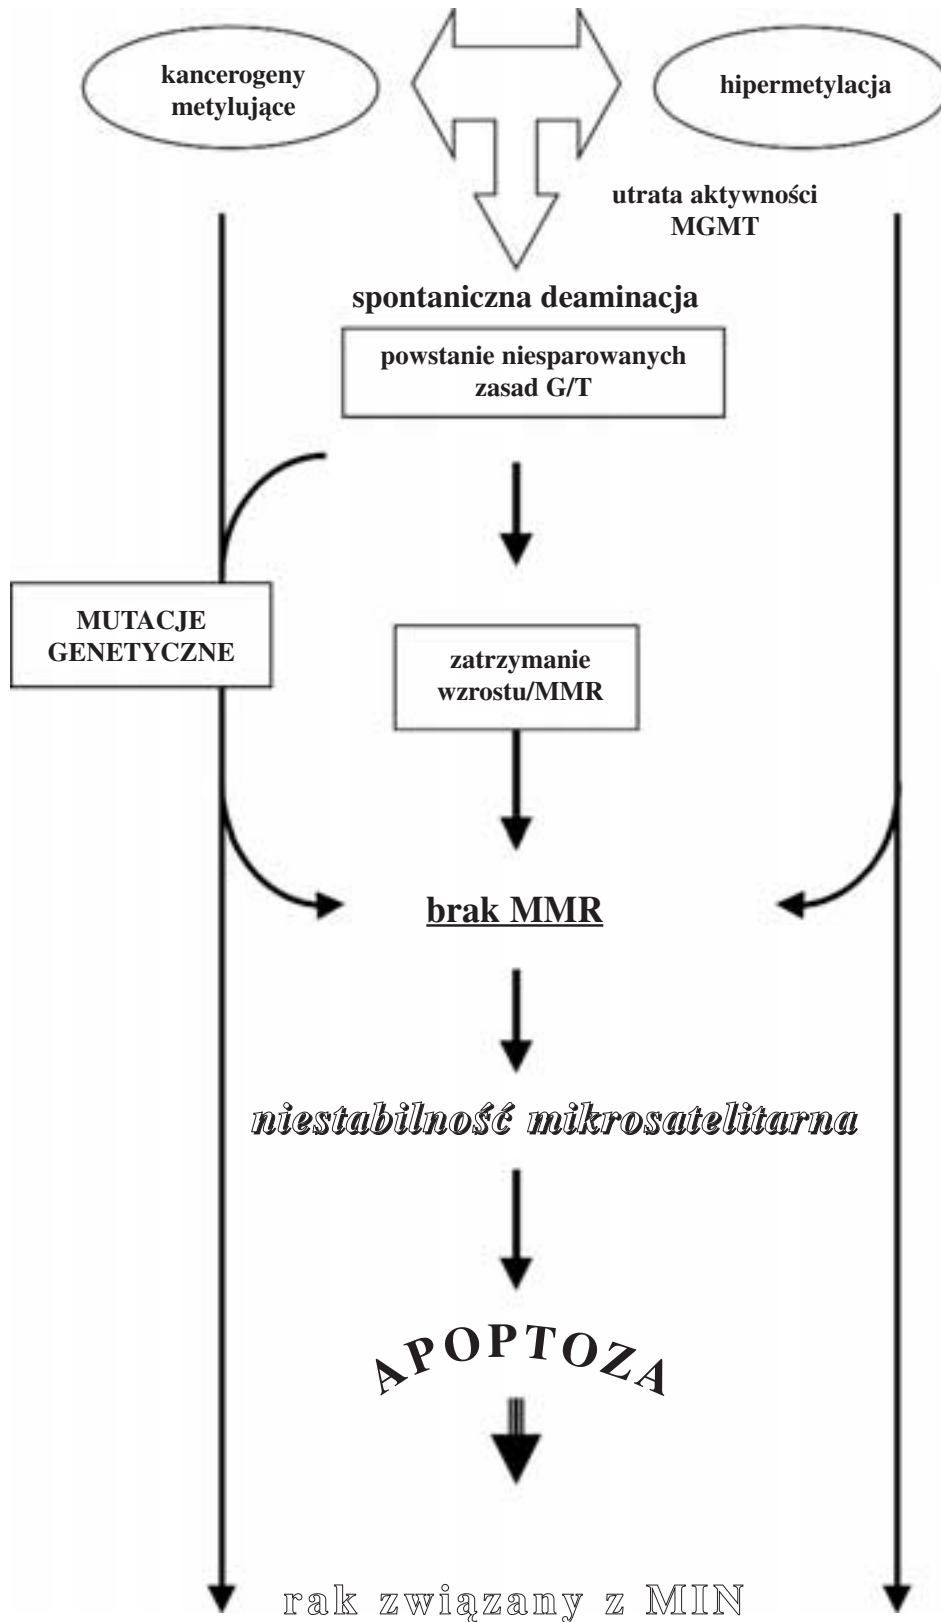 kancerogeny
metylujące
hipermetylacja
utrata aktywności
MGMT
spontaniczna deaminacja
powstanie niesparowanych
zasad G/T
MUTACJE
GENETYCZNE
zatrzymanie
wzrostu/MMR
brak MMR
niestabilność mikrosatelitarna
APOPTOZA
rak związany z MIN